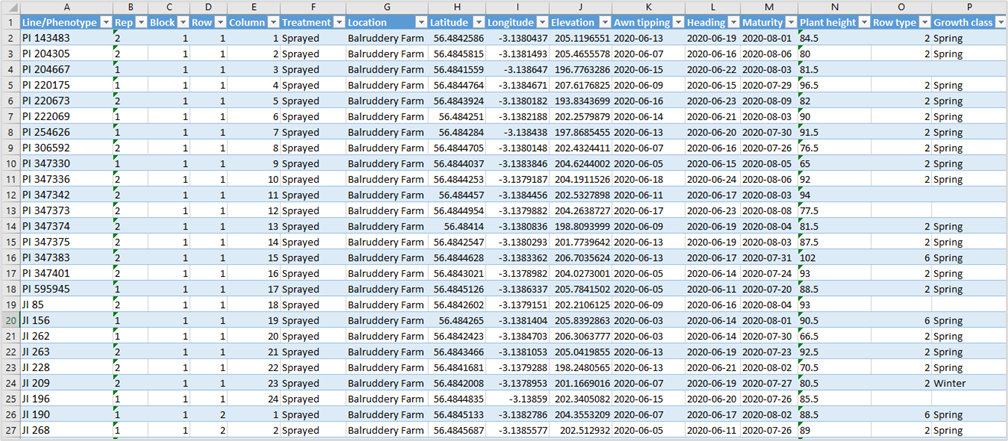 A B C D E F G H I J K L M N O P
1 Line/Phenotype Rep Block Row Column Treatment Location Latitude Longitude Elevation Awn tipping Heading Maturity Plant height Row type Growth class
2 PI 143483 2 1 1 1 Sprayed Balruddery Farm 56.4842586 -3.1380437 205.1196551 2020-06-13 2020-06-19 2020-08-01 84.5 2 Spring
3 PI 204305 2 1 1 2 Sprayed Balruddery Farm 56.4845815 -3.1381493 205.4655578 2020-06-07 2020-06-16 2020-08-06 80 2 Spring
4 PI 204667 1 1 1 3 Sprayed Balruddery Farm 56.4841559 -3.138647 196.7763286 2020-06-15 2020-06-22 2020-08-03 81.5
5 PI 220175 1 1 1 4 Sprayed Balruddery Farm 56.4844764 -3.1384671 207.6176825 2020-06-09 2020-06-15 2020-07-29 96.5 2 Spring
6 PI 220673 2 1 1 5 Sprayed Balruddery Farm 56.4843924 -3.1380182 193.8343699 2020-06-16 2020-06-23 2020-08-09 82 2 Spring
7 PI 222069 1 1 1 6 Sprayed Balruddery Farm 56.484251 -3.1382188 202.2579879 2020-06-14 2020-06-21 2020-08-03 90 2 Spring
8 PI 254626 1 1 1 7 Sprayed Balruddery Farm 56.484284 -3.138438 197.8685455 2020-06-13 2020-06-20 2020-07-30 91.5 2 Spring
9 PI 306592 2 1 1 8 Sprayed Balruddery Farm 56.4844705 -3.1380148 202.4324411 2020-06-07 2020-06-16 2020-07-26 76.5 2 Spring
10 PI 347330 1 1 1 9 Sprayed Balruddery Farm 56.4844037 -3.1383846 204.6244002 2020-06-05 2020-06-15 2020-08-05 65 2 Spring
11 PI 347336 2 1 1 10 Sprayed Balruddery Farm 56.4844253 -3.1379187 204.1911526 2020-06-18 2020-06-24 2020-08-06 92 2 Spring
12 PI 347342 1 1 1 11 Sprayed Balruddery Farm 56.484457 -3.1384456 202.5327898 2020-06-11 2020-06-17 2020-08-03 94
13 PI 347373 2 1 1 12 Sprayed Balruddery Farm 56.4844954 -3.1379882 204.2638727 2020-06-17 2020-06-23 2020-08-08 77.5
14 PI 347374 2 1 1 13 Sprayed Balruddery Farm 56.48414 -3.1380836 198.8093999 2020-06-09 2020-06-19 2020-08-04 81.5 2 Spring
15 PI 347375 2 1 1 14 Sprayed Balruddery Farm 56.4842547 -3.1380293 201.7739642 2020-06-13 2020-06-19 2020-08-03 87.5 2 Spring
16 PI 347383 2 1 1 15 Sprayed Balruddery Farm 56.4844628 -3.1383362 206.7035624 2020-06-13 2020-06-17 2020-07-31 102 6 Spring
17 PI 347401 2 1 1 16 Sprayed Balruddery Farm 56.4843021 -3.1378982 204.0273001 2020-06-05 2020-06-14 2020-07-24 93 2 Spring
18 PI 595945 1 1 1 17 Sprayed Balruddery Farm 56.4845126 -3.1386337 205.7841502 2020-06-05 2020-06-11 2020-07-20 88.5 2 Spring
19 JI 85 2 1 1 18 Sprayed Balruddery Farm 56.4842602 -3.1379151 202.2106125 2020-06-09 2020-06-16 2020-08-04 93
20 JI 156 1 1 1 19 Sprayed Balruddery Farm 56.484265 -3.1381404 205.8392863 2020-06-03 2020-06-14 2020-08-01 90.5 6 Spring
21 JI 262 1 1 1 20 Sprayed Balruddery Farm 56.4842423 -3.1384703 206.3063777 2020-06-03 2020-06-14 2020-07-30 66.5 2 Spring
22 JI 263 2 1 1 21 Sprayed Balruddery Farm 56.4843466 -3.1381053 205.0419855 2020-06-13 2020-06-19 2020-07-23 92.5 2 Spring
23 JI 228 2 1 1 22 Sprayed Balruddery Farm 56.4841681 -3.1379288 198.2480565 2020-06-13 2020-06-21 2020-08-02 70.5 2 Spring
24 JI 209 2 1 1 23 Sprayed Balruddery Farm 56.4842008 -3.1378953 201.1669016 2020-06-07 2020-06-19 2020-07-27 80.5 2 Winter
25 JI 196 1 1 1 24 Sprayed Balruddery Farm 56.4844835 -3.13859 202.3405082 2020-06-15 2020-06-20 2020-07-26 85.5
26 JI 190 1 1 2 1 Sprayed Balruddery Farm 56.4845133 -3.1382786 204.3553209 2020-06-07 2020-06-17 2020-08-02 88.5 6 Spring
27 JI 268 1 1 2 2 Sprayed Balruddery Farm 56.4845687 -3.1385577 202.512932 2020-06-05 2020-06-11 2020-07-26 89 2 Spring